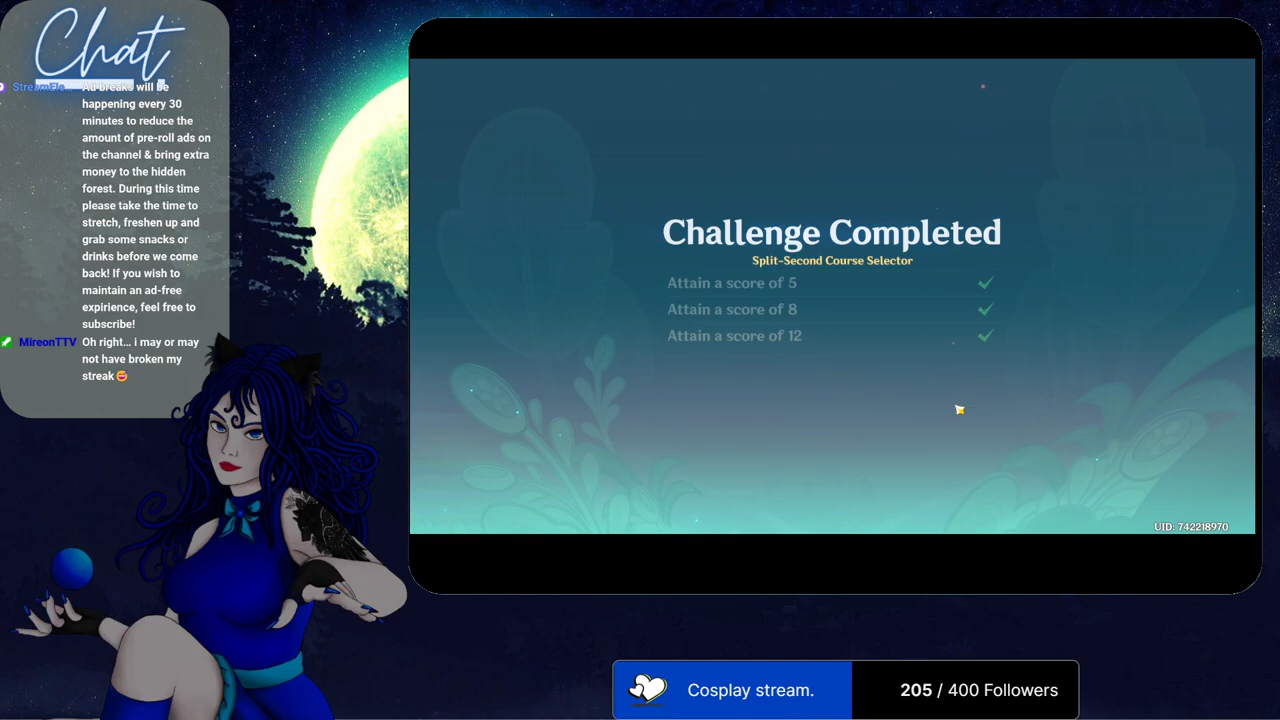 Chat
StreamEle... Ad breaks will be
happening every 30
minutes to reduce the
amount of pre-roll ads on
the channel & bring extra
money to the hidden
forest. During this time
please take the time to
stretch, freshen up and
grab some snacks or
drinks before we come
back! If you wish to
maintain an ad-free
expirience, feel free to
subscribe!
MireonTTV Oh right... i may or may
not have broken my
streak
Challenge Completed
Split-Second Course Selector
Attain a score of 5
Attain a score of 8
Attain a score of 12
UID: 742218970
Cosplay stream.
205 / 400 Followers